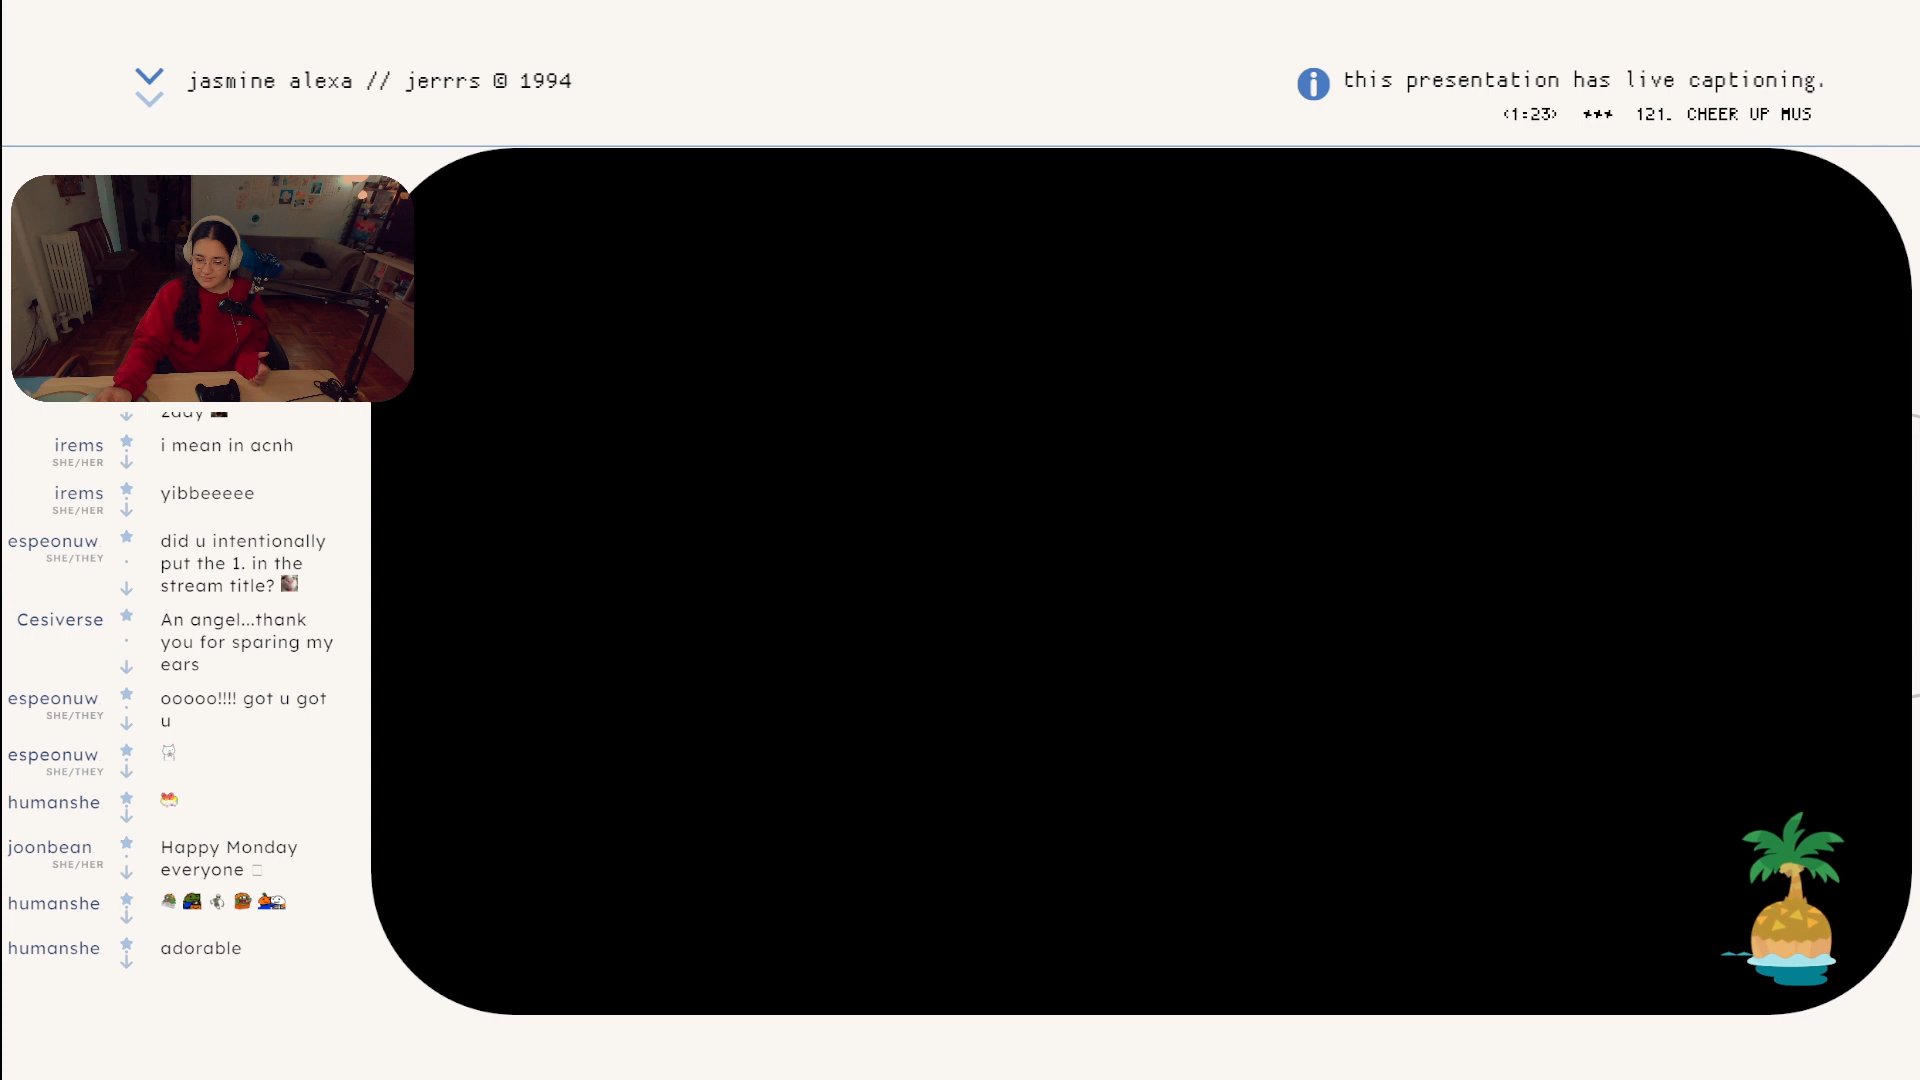 jasmine alexa // jerrrs © 1994
this presentation has live captioning.
<1:23> *** 121. CHEER UP MUS
irems
SHE/HER
i mean in acnh
irems
SHE/HER
yibbeeeee
espeonuw
SHE/THEY
did u intentionally
put the 1. in the
stream title?
Cesiverse
An angel...thank
you for sparing my
ears
espeonuw
SHE/THEY
ooooo!!!! got u got
u
espeonuw
SHE/THEY
humanshe
joonbean
SHE/HER
Happy Monday
everyone
humanshe
humanshe
adorable